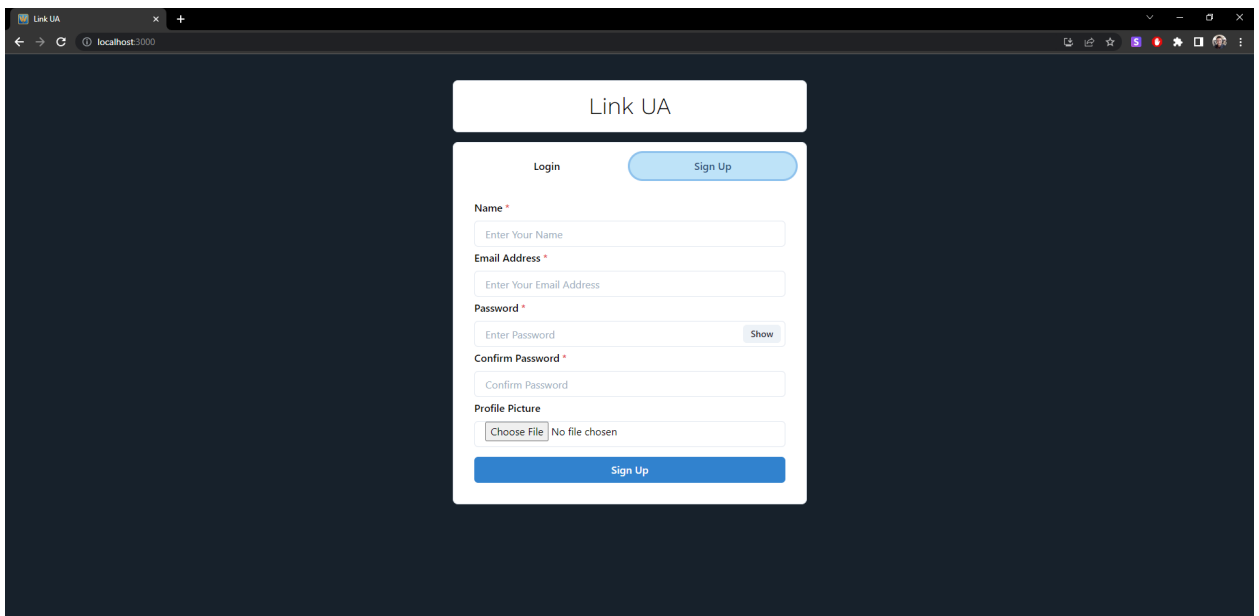 Link UA
localhost:3000
Link UA
Login Sign Up
Name *
Enter Your Name
Email Address *
Enter Your Email Address
Password *
Enter Password Show
Confirm Password *
Confirm Password
Profile Picture
Choose File No file chosen
Sign Up